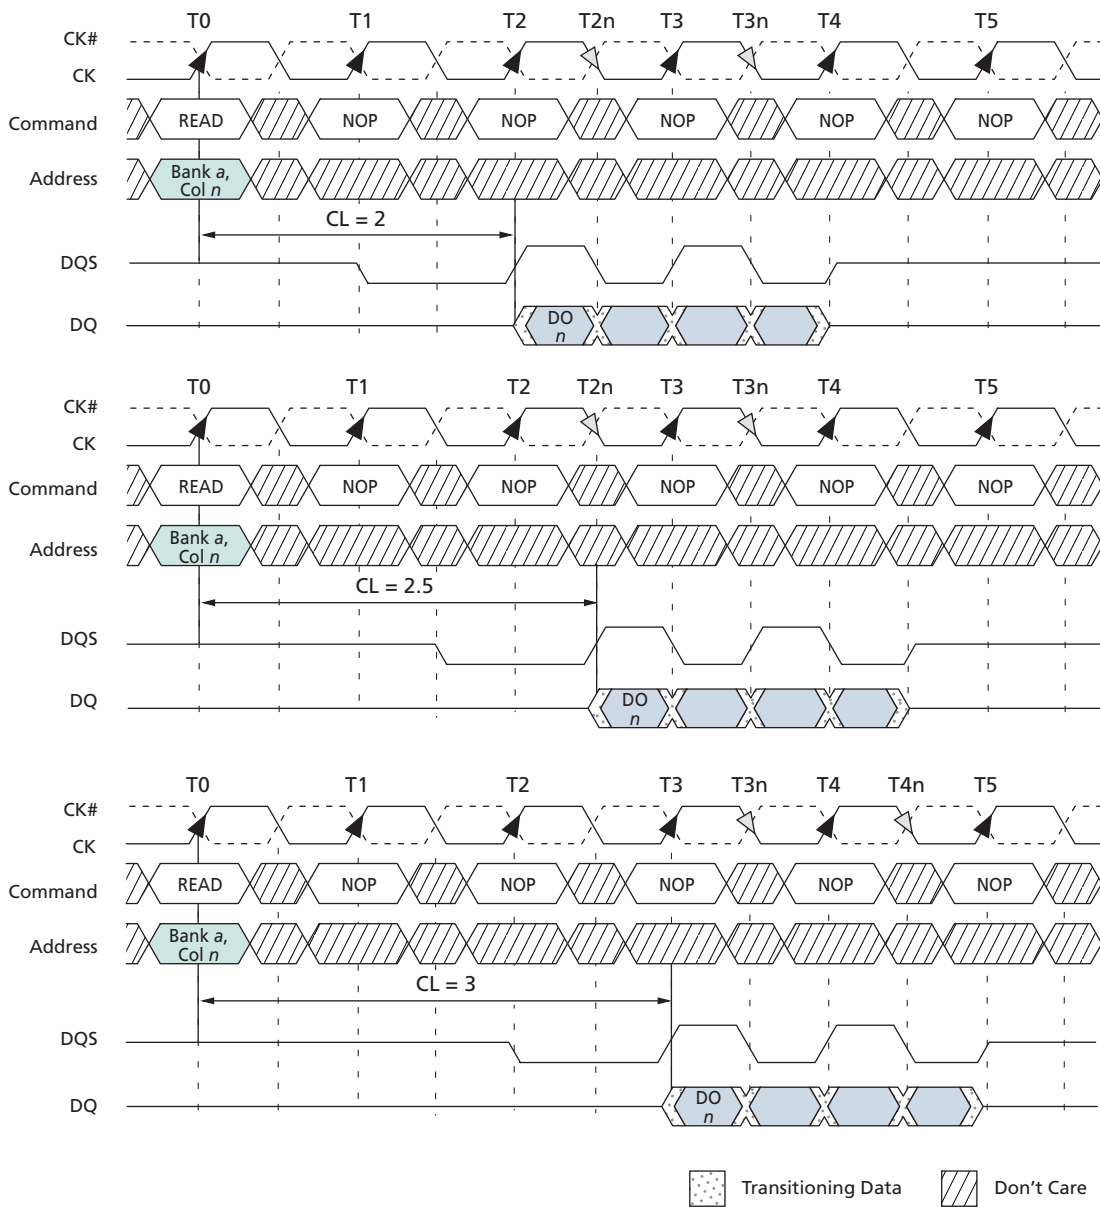 T0 T1 T2 T2n T3 T3n T4 T5
CK#
CK
Command READ NOP NOP NOP NOP NOP
Address Bank a,
Col n
CL = 2
DQS
DQ DO
n
T0 T1 T2 T2n T3 T3n T4 T5
CK#
CK
Command READ NOP NOP NOP NOP NOP
Address Bank a,
Col n
CL = 2.5
DQS
DQ DO
n
T0 T1 T2 T3 T3n T4 T4n T5
CK#
CK
Command READ NOP NOP NOP NOP NOP
Address Bank a,
Col n
CL = 3
DQS
DQ DO
n
Transitioning Data Don't Care